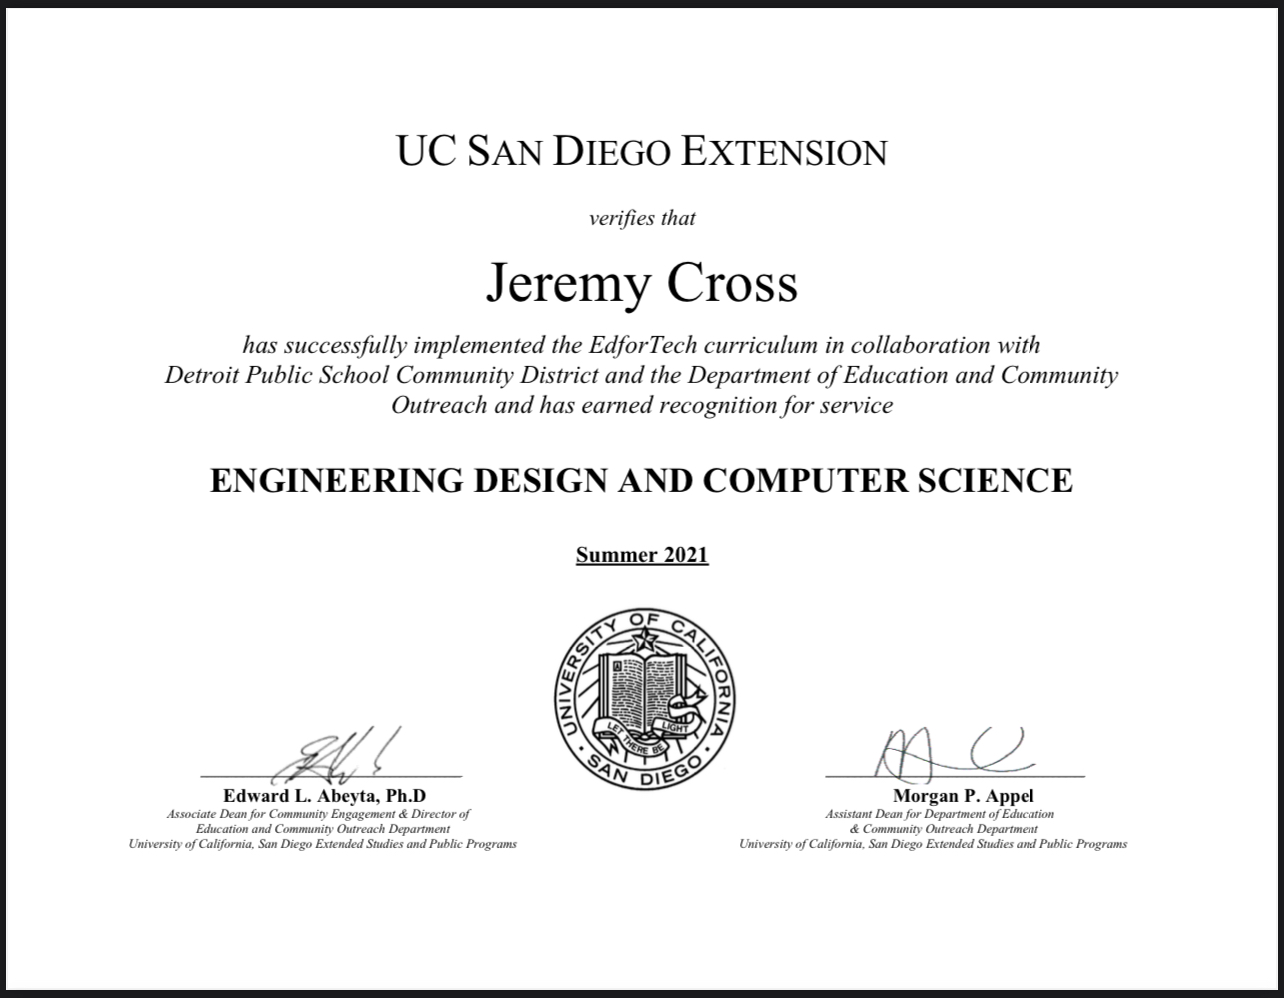 UC SAN DIEGO EXTENSION
verifies that
Jeremy Cross
has successfully implemented the EdforTech curriculum in collaboration with
Detroit Public School Community District and the Department of Education and Community
Outreach and has earned recognition for service
ENGINEERING DESIGN AND COMPUTER SCIENCE
Summer 2021
UNIVERSITY OF CALIFORNIA
LET THERE BE LIGHT
· SAN DIEGO ·
Edward L. Abeyta, Ph.D
Associate Dean for Community Engagement & Director of
Education and Community Outreach Department
University of California, San Diego Extended Studies and Public Programs
Morgan P. Appel
Assistant Dean for Department of Education
& Community Outreach Department
University of California, San Diego Extended Studies and Public Programs